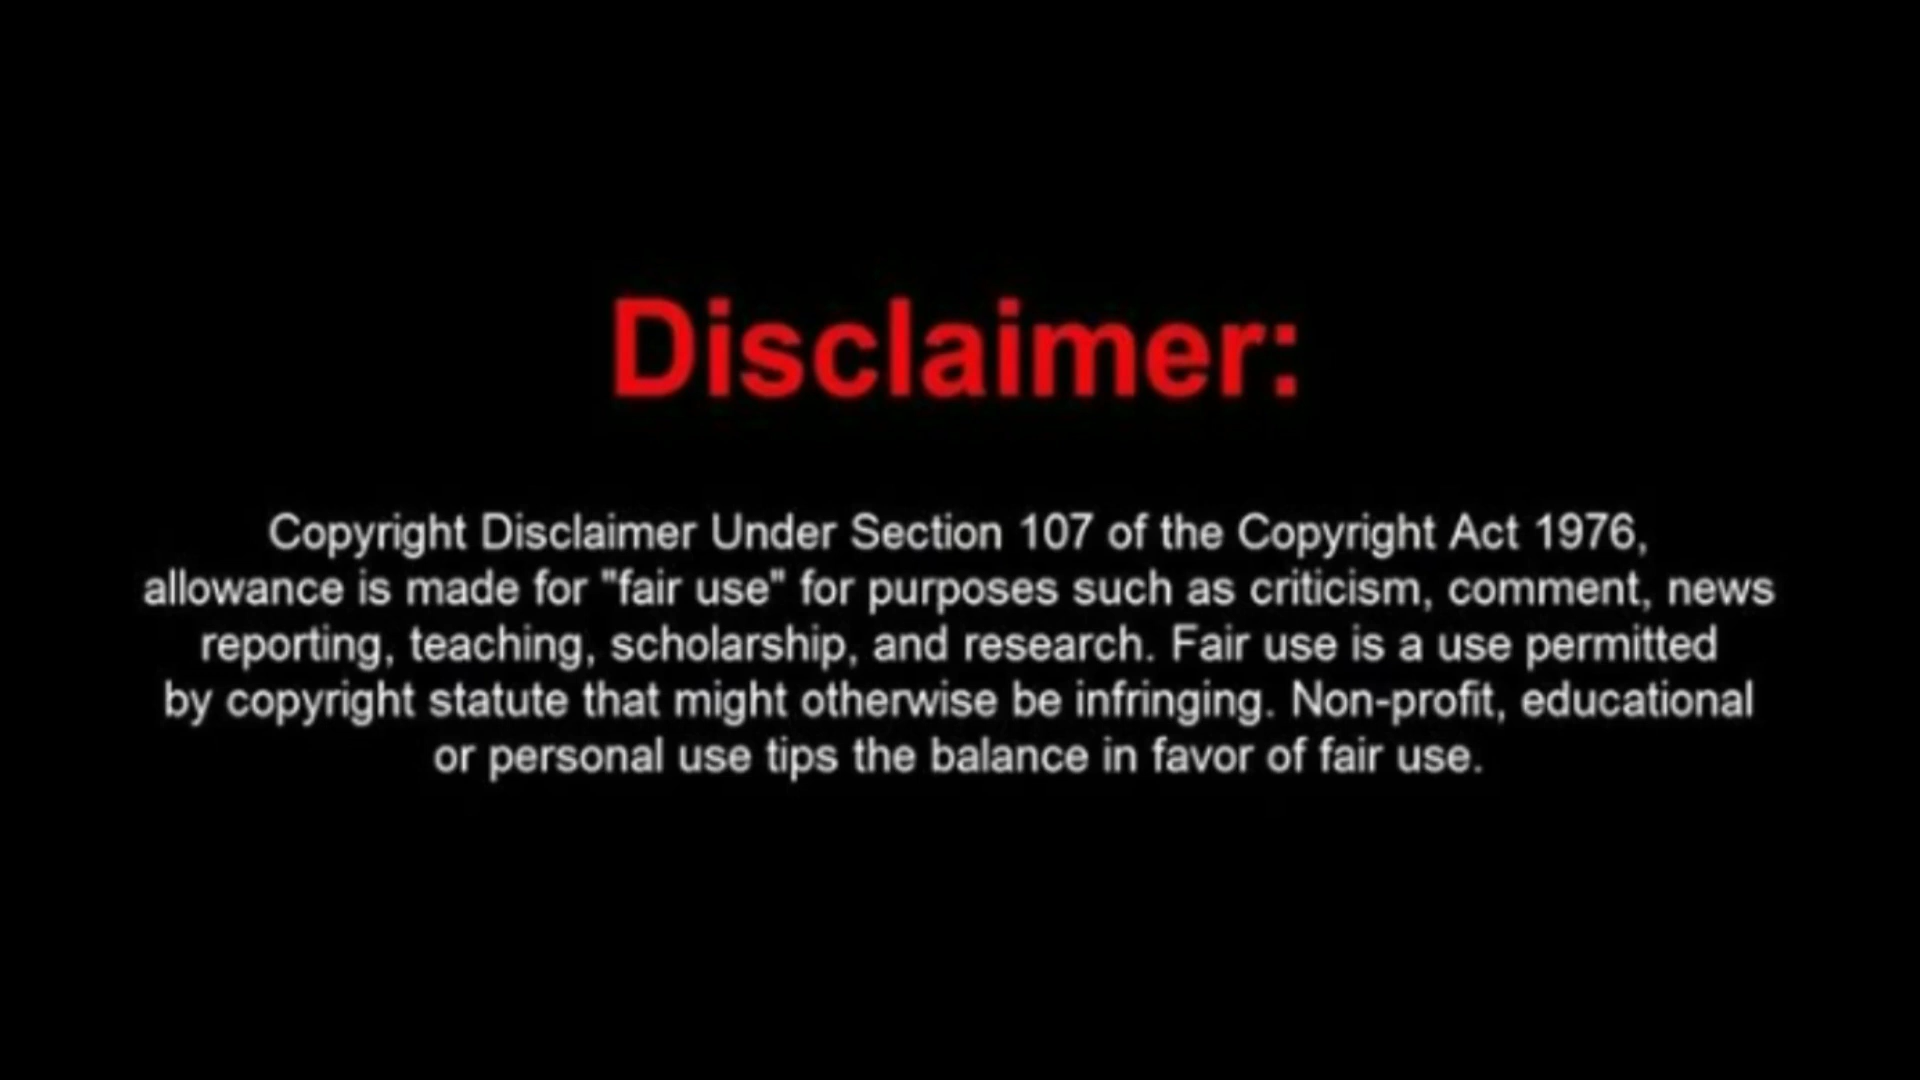 Disclaimer:
Copyright Disclaimer Under Section 107 of the Copyright Act 1976,
allowance is made for "fair use" for purposes such as criticism, comment, news
reporting, teaching, scholarship, and research. Fair use is a use permitted
by copyright statute that might otherwise be infringing. Non-profit, educational
or personal use tips the balance in favor of fair use.